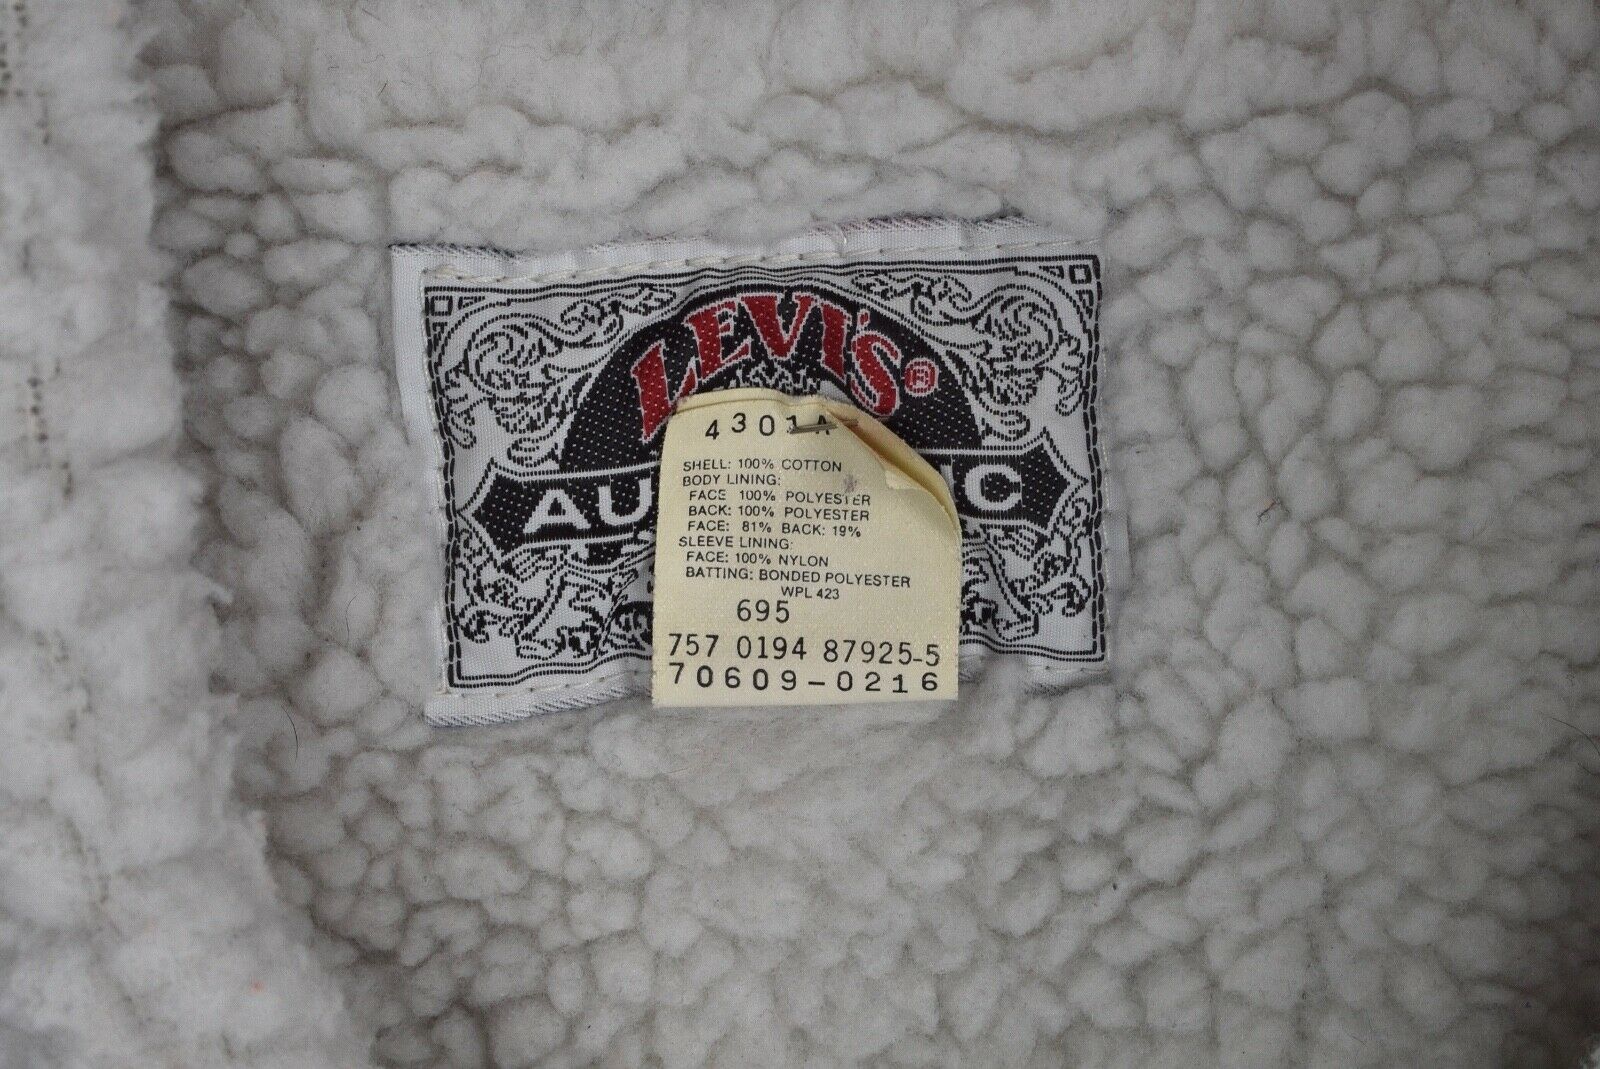 LEVI'S®
4301A
SHELL: 100% COTTON
BODY LINING:
FACE 100% POLYESTER
BACK: 100% POLYESTER
FACE: 81% BACK: 19%
SLEEVE LINING:
FACE: 100% NYLON
BATTING: BONDED POLYESTER
WPL 423
695
757 0194 87925-5
70609-0216